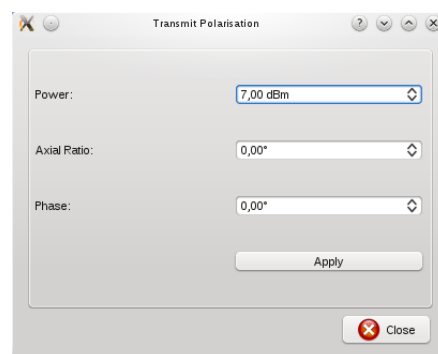 Transmit Polarisation
Power: 7,00 dBm
Axial Ratio: 0,00°
Phase: 0,00°
Apply
Close